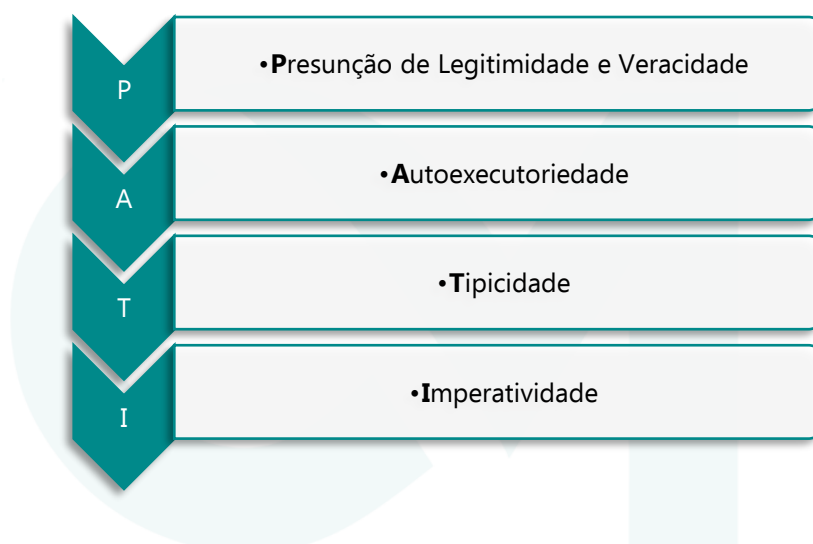 P
•Presunção de Legitimidade e Veracidade
A
•Autoexecutoriedade
T
•Tipicidade
I
•Imperatividade